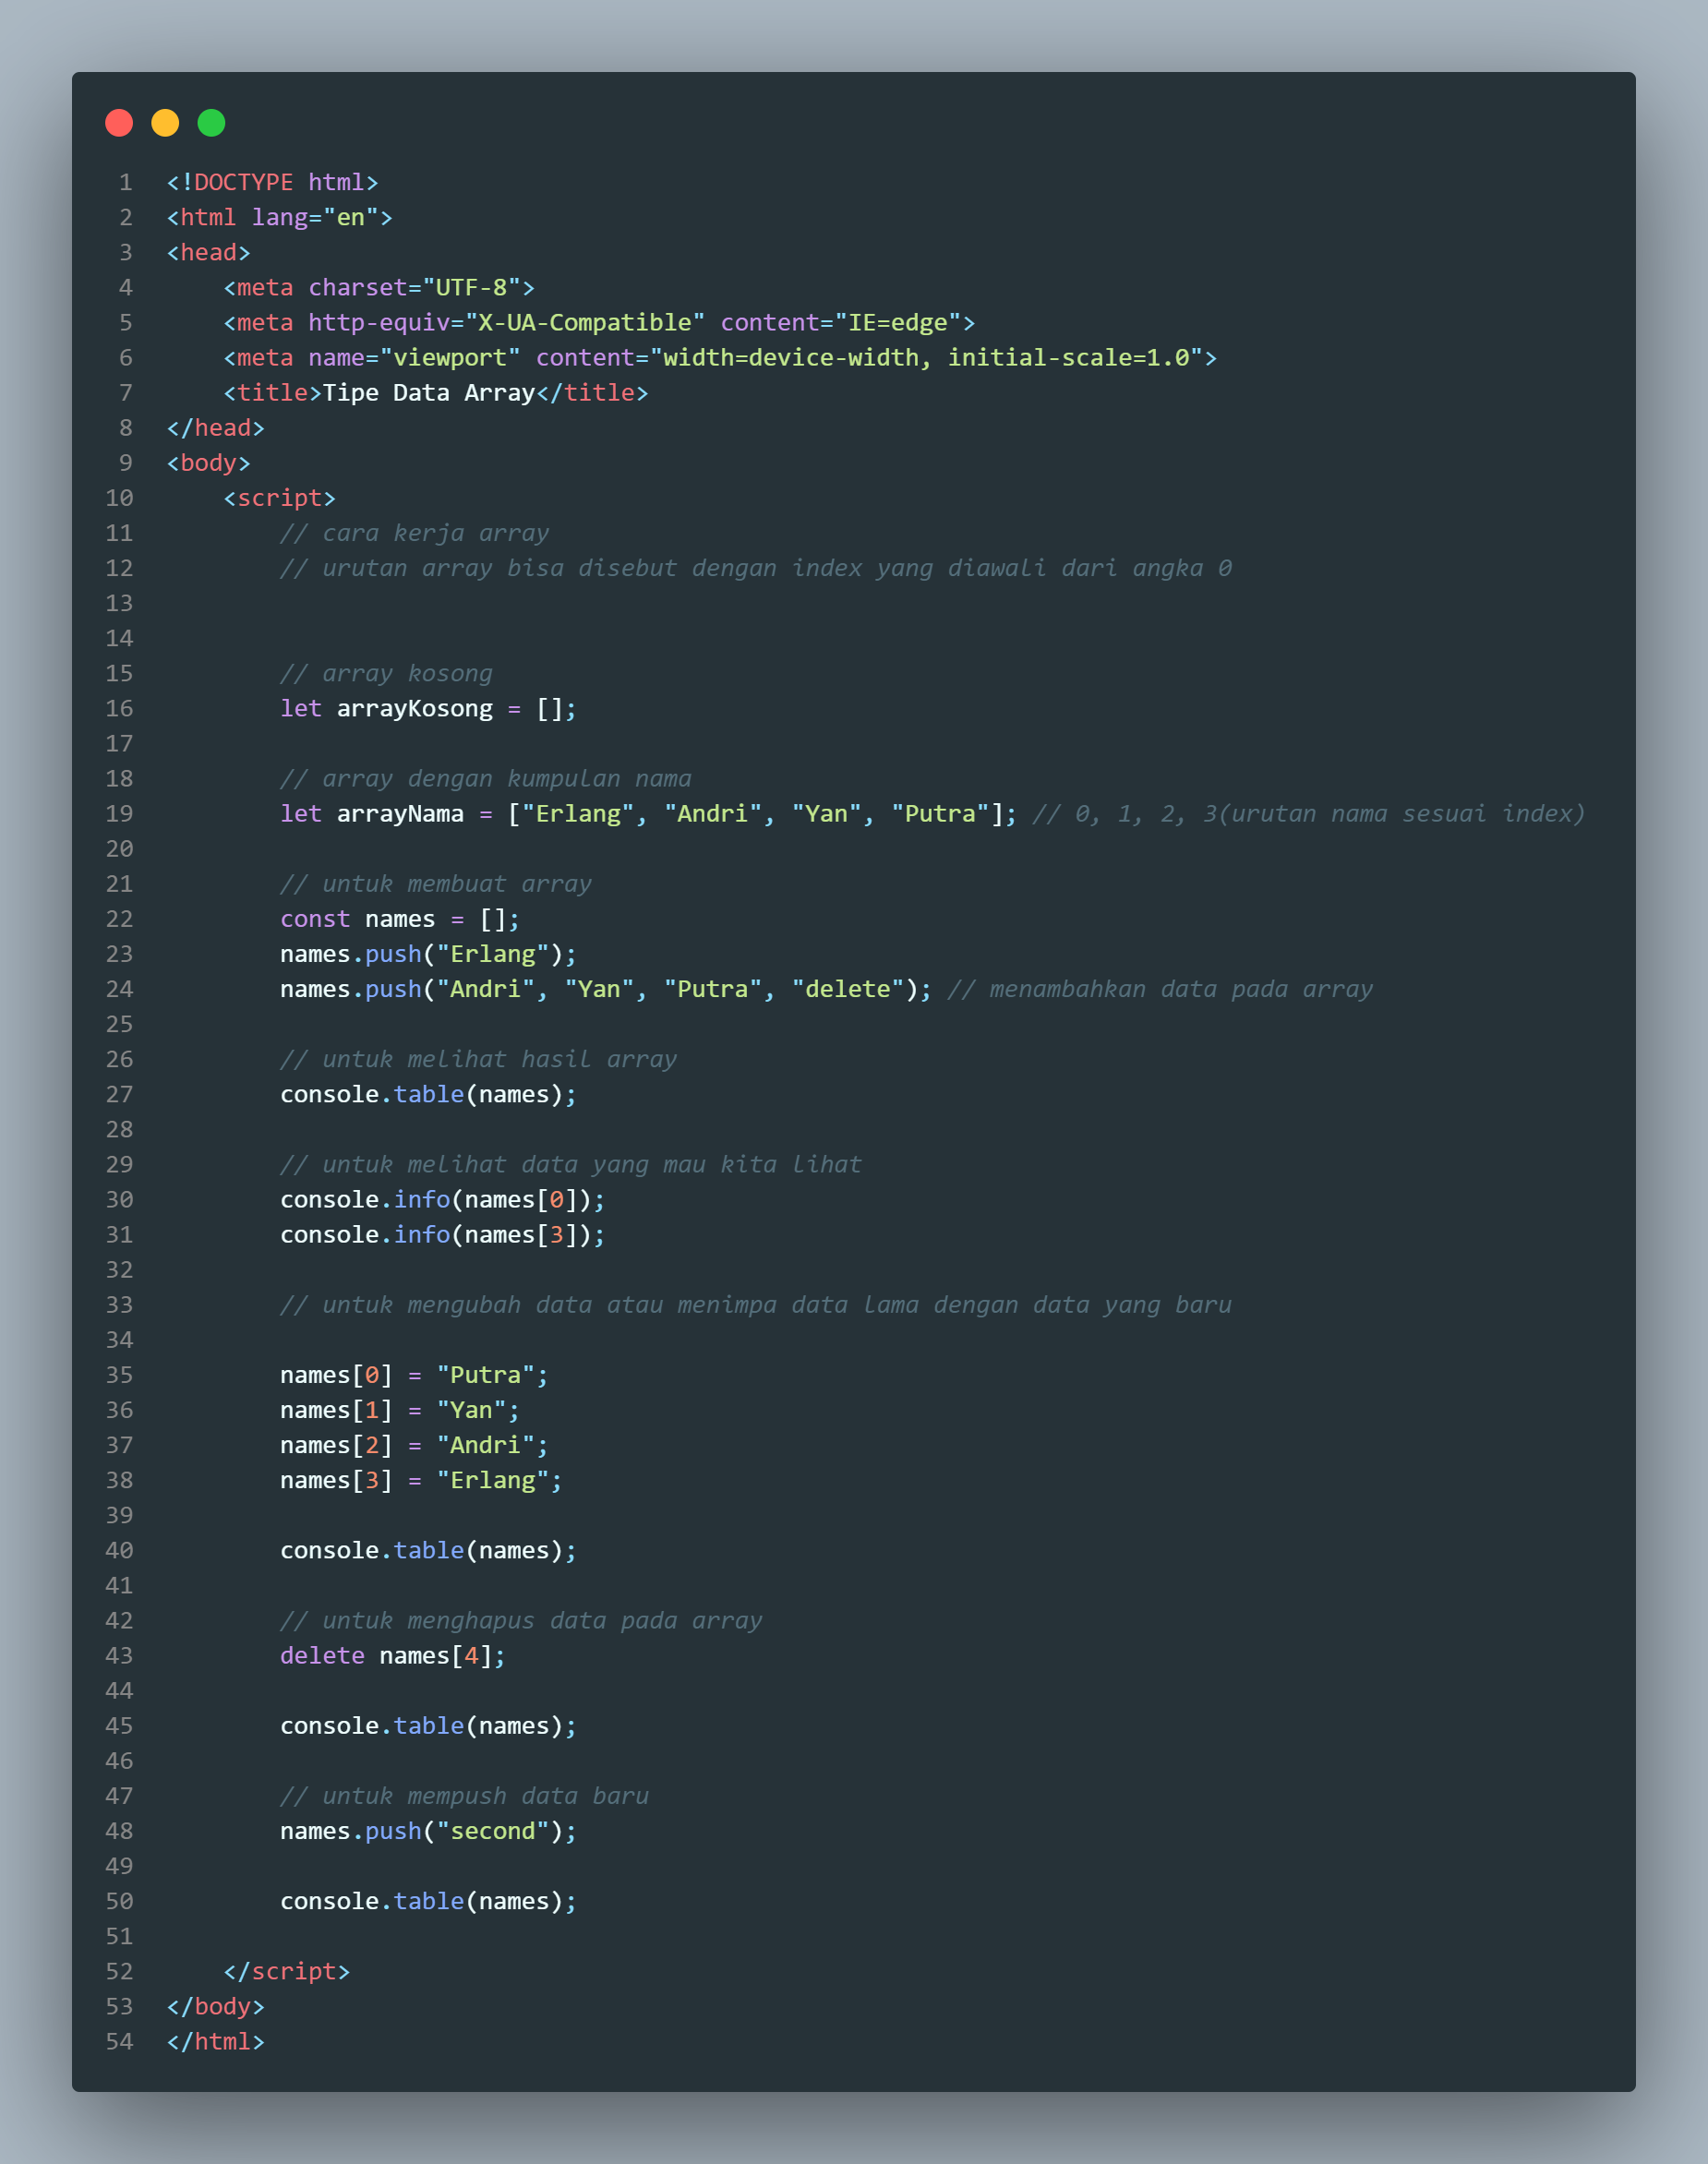 1 <!DOCTYPE html>
2 <html lang="en">
3 <head>
4     <meta charset="UTF-8">
5     <meta http-equiv="X-UA-Compatible" content="IE=edge">
6     <meta name="viewport" content="width=device-width, initial-scale=1.0">
7     <title>Tipe Data Array</title>
8 </head>
9 <body>
10     <script>
11         // cara kerja array
12         // urutan array bisa disebut dengan index yang diawali dari angka 0
13
14
15         // array kosong
16         let arrayKosong = [];
17
18         // array dengan kumpulan nama
19         let arrayNama = ["Erlang", "Andri", "Yan", "Putra"]; // 0, 1, 2, 3(urutan nama sesuai index)
20
21         // untuk membuat array
22         const names = [];
23         names.push("Erlang");
24         names.push("Andri", "Yan", "Putra", "delete"); // menambahkan data pada array
25
26         // untuk melihat hasil array
27         console.table(names);
28
29         // untuk melihat data yang mau kita lihat
30         console.info(names[0]);
31         console.info(names[3]);
32
33         // untuk mengubah data atau menimpa data lama dengan data yang baru
34
35         names[0] = "Putra";
36         names[1] = "Yan";
37         names[2] = "Andri";
38         names[3] = "Erlang";
39
40         console.table(names);
41
42         // untuk menghapus data pada array
43         delete names[4];
44
45         console.table(names);
46
47         // untuk mempush data baru
48         names.push("second");
49
50         console.table(names);
51
52     </script>
53 </body>
54 </html>